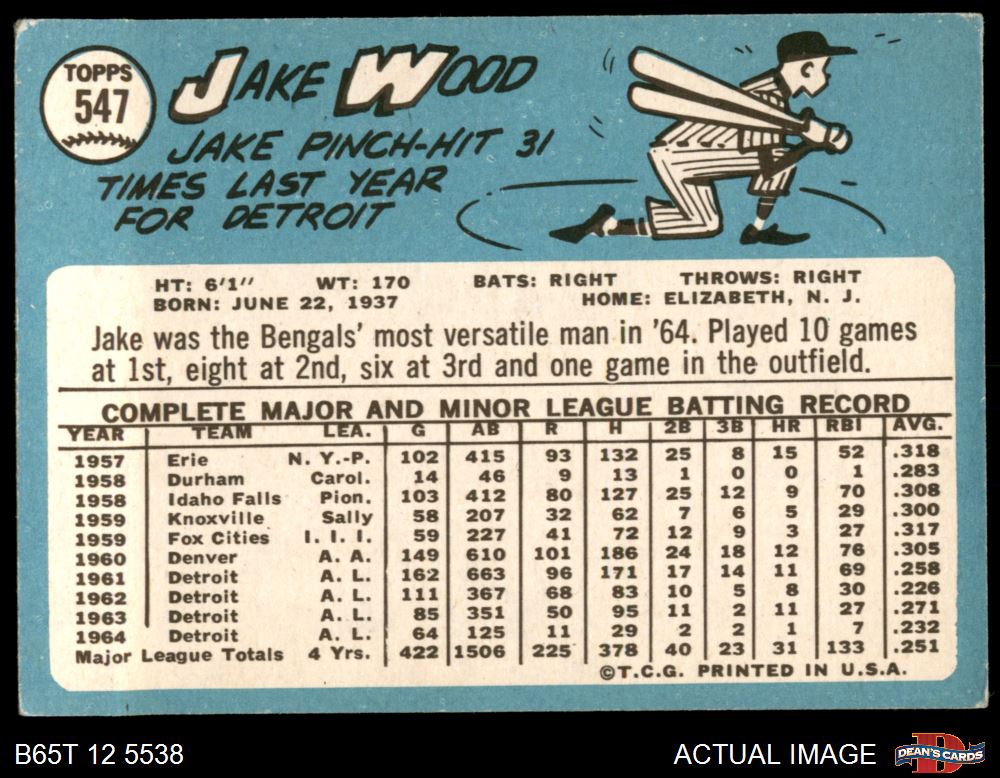 TOPPS
547
JAKE WOOD
JAKE PINCH-HIT 31
TIMES LAST YEAR
FOR DETROIT
HT: 6'1" WT: 170 BATS: RIGHT THROWS: RIGHT
BORN: JUNE 22, 1937 HOME: ELIZABETH, N. J.
Jake was the Bengals' most versatile man in '64. Played 10 games
at 1st, eight at 2nd, six at 3rd and one game in the outfield.
COMPLETE MAJOR AND MINOR LEAGUE BATTING RECORD
YEAR TEAM LEA. G AB R H 2B 3B HR RBI AVG.
1957 Erie N. Y.-P. 102 415 93 132 25 8 15 52 .318
1958 Durham Carol. 14 46 9 13 1 0 0 1 .283
1958 Idaho Falls Pion. 103 412 80 127 25 12 9 70 .308
1959 Knoxville Sally 58 207 32 62 7 6 5 29 .300
1959 Fox Cities I. I. I. 59 227 41 72 12 9 3 27 .317
1960 Denver A. A. 149 610 101 186 24 18 12 76 .305
1961 Detroit A. L. 162 663 96 171 17 14 11 69 .258
1962 Detroit A. L. 111 367 68 83 10 5 8 30 .226
1963 Detroit A. L. 85 351 50 95 11 2 11 27 .271
1964 Detroit A. L. 64 125 11 29 2 2 1 7 .232
Major League Totals 4 Yrs. 422 1506 225 378 40 23 31 133 .251
©T.C.G. PRINTED IN U.S.A.
B65T 12 5538 ACTUAL IMAGE
D
DEAN'S CARDS